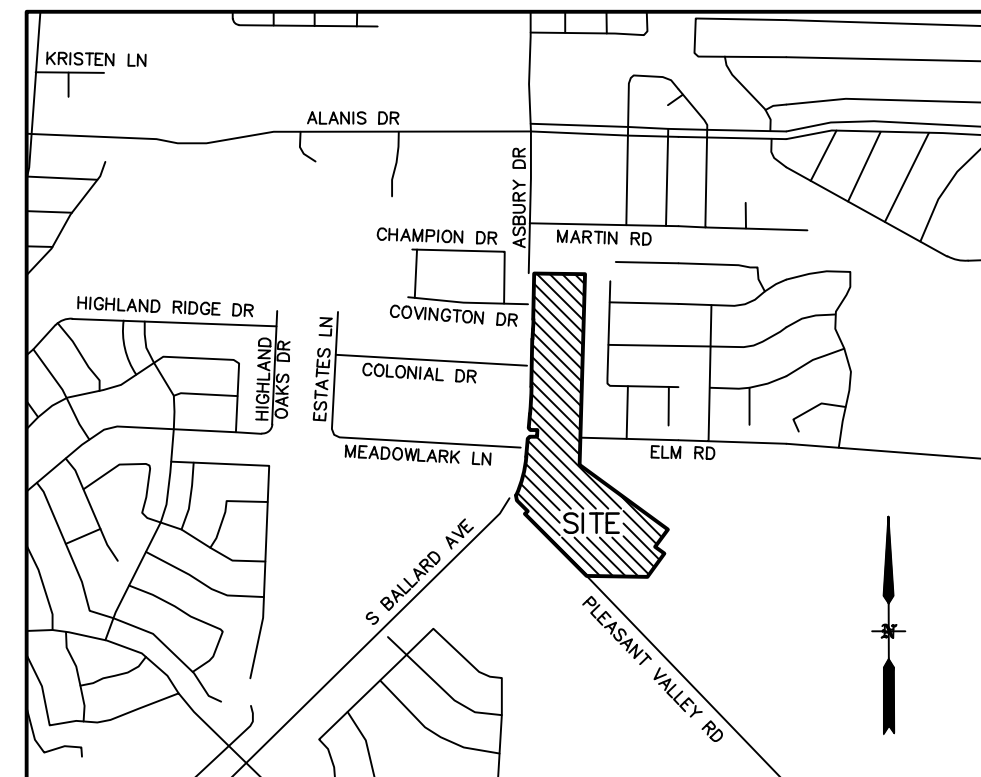 KRISTEN LN
ALANIS DR
ASBURY DR
CHAMPION DR
MARTIN RD
HIGHLAND RIDGE DR
COVINGTON DR
HIGHLAND
OAKS DR
ESTATES LN
COLONIAL DR
MEADOWLARK LN
ELM RD
SITE
S BALLARD AVE
PLEASANT VALLEY RD
N